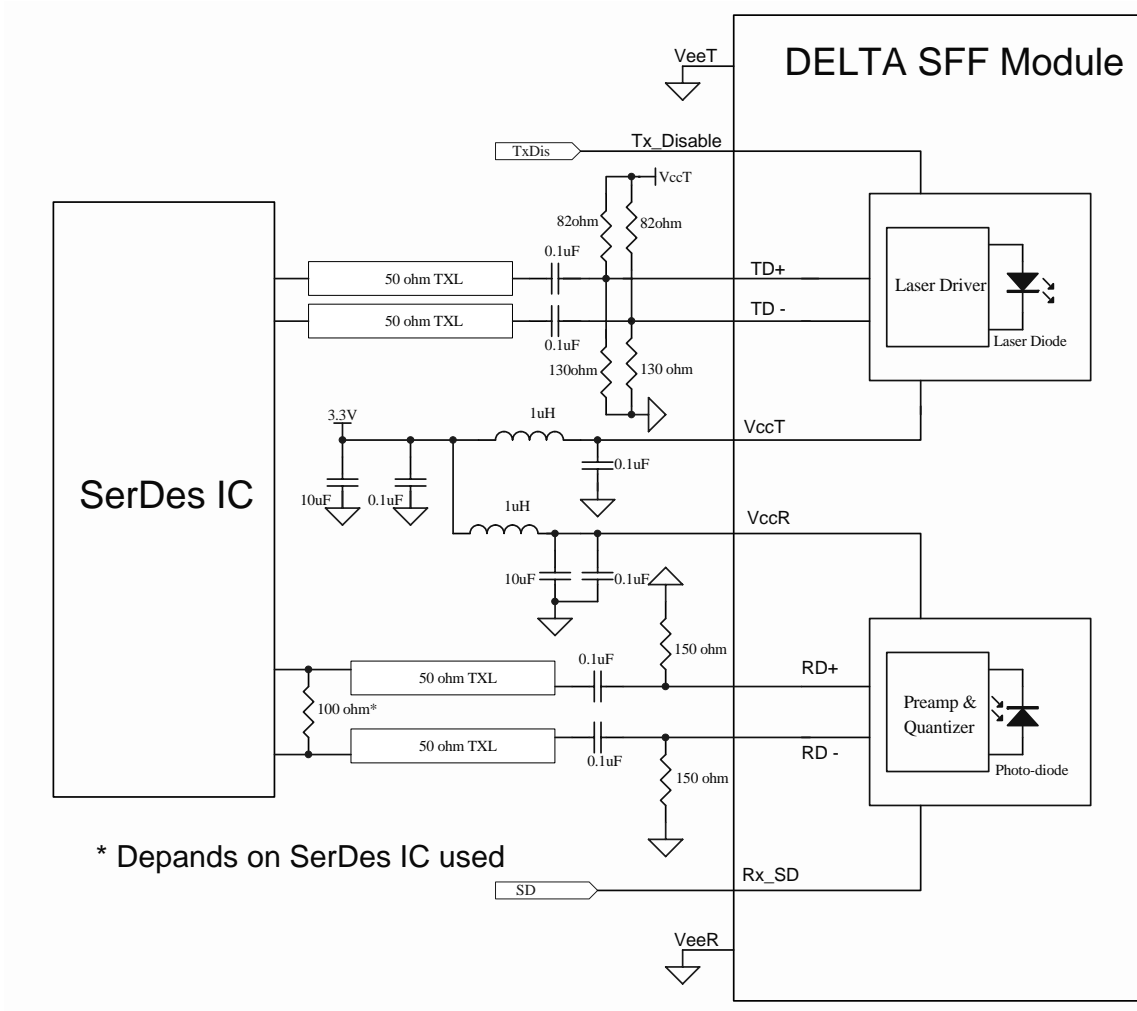 VeeT
DELTA SFF Module
TxDis
Tx_Disable
VccT
82ohm
82ohm
0.1uF
50 ohm TXL
TD+
Laser Driver
50 ohm TXL
TD -
0.1uF
Laser Diode
130ohm
130 ohm
3.3V
1uH
VccT
0.1uF
SerDes IC
10uF
0.1uF
1uH
VccR
10uF
0.1uF
150 ohm
0.1uF
50 ohm TXL
RD+
100 ohm*
Preamp &
Quantizer
50 ohm TXL
RD -
0.1uF
150 ohm
Photo-diode
* Depands on SerDes IC used
SD
Rx_SD
VeeR